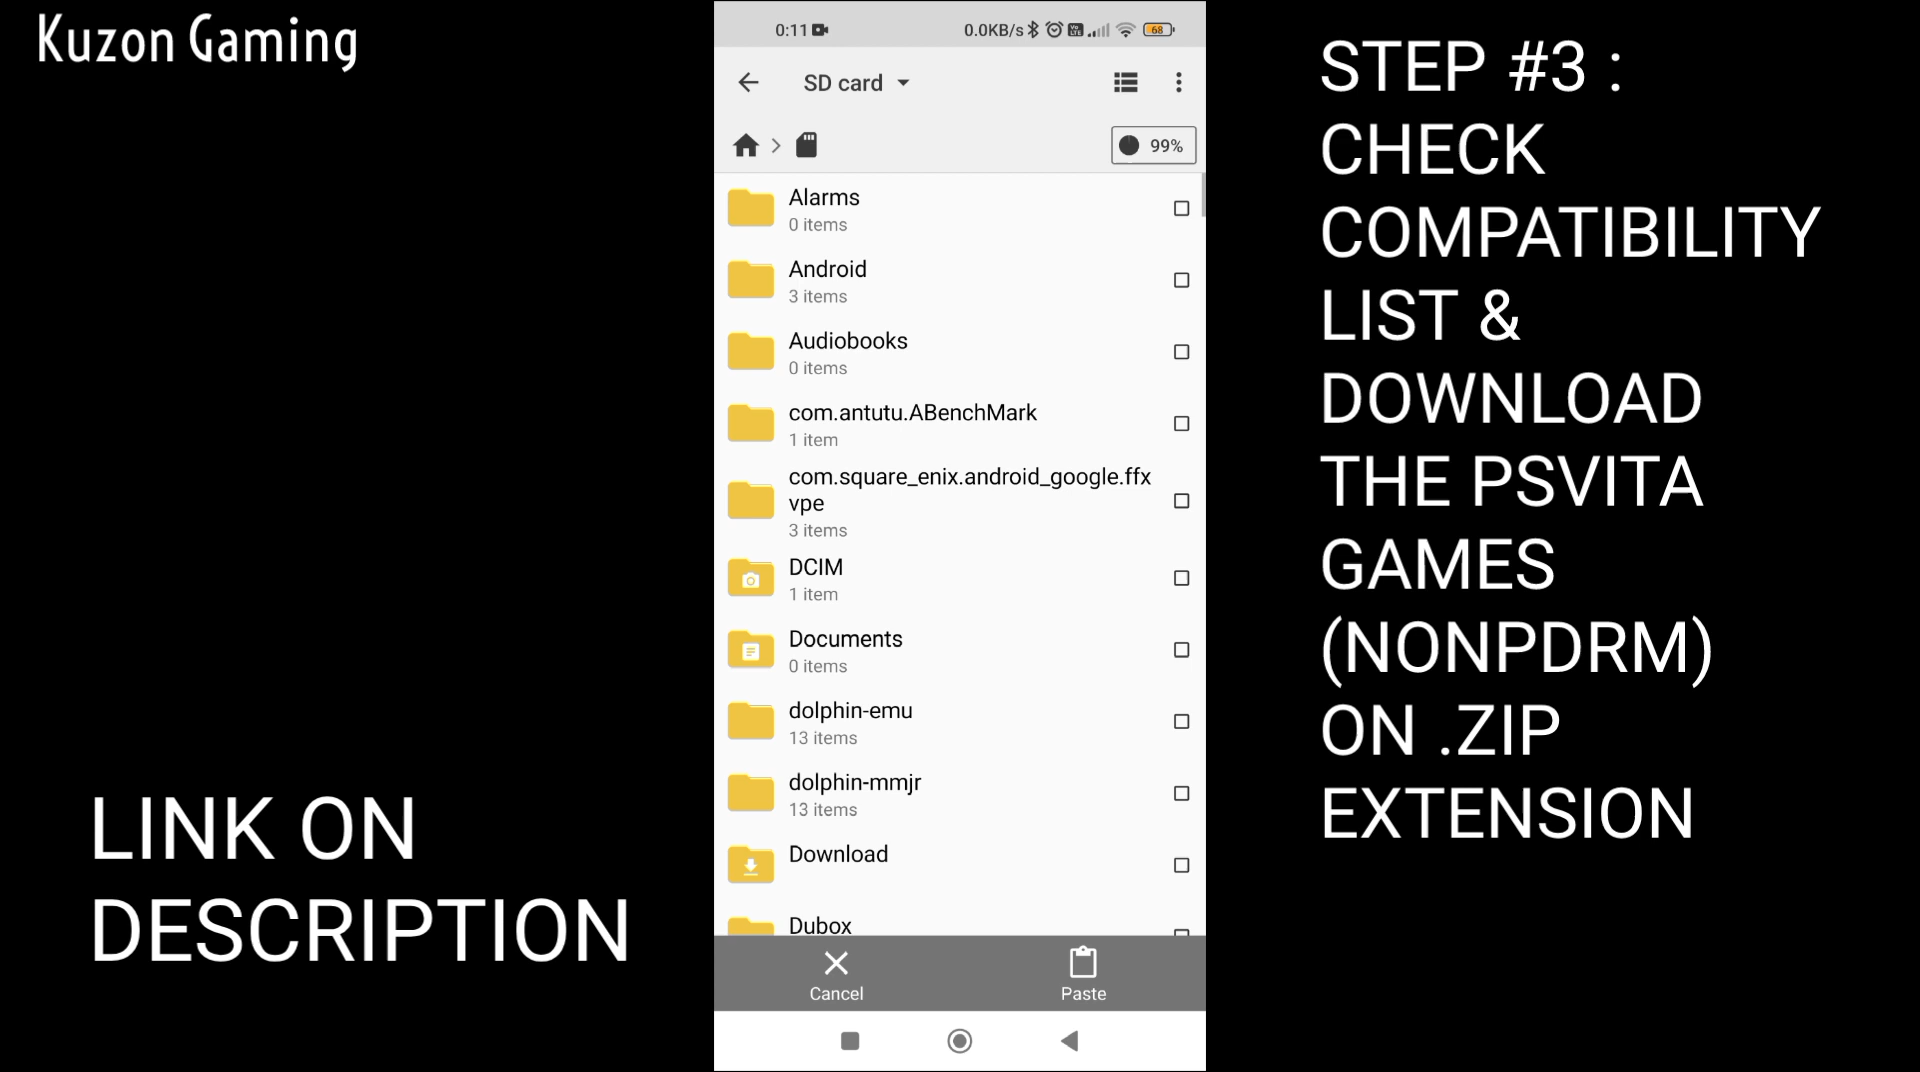 Kuzon Gaming
0:11
0.0KB/s
68
SD card
99%
Alarms
0 items
Android
3 items
Audiobooks
0 items
com.antutu.ABenchMark
1 item
com.square_enix.android_google.ffx
vpe
3 items
DCIM
1 item
Documents
0 items
dolphin-emu
13 items
dolphin-mmjr
13 items
Download
Dubox
Cancel
Paste
LINK ON
DESCRIPTION
STEP #3 :
CHECK
COMPATIBILITY
LIST &
DOWNLOAD
THE PSVITA
GAMES
(NONPDRM)
ON .ZIP
EXTENSION